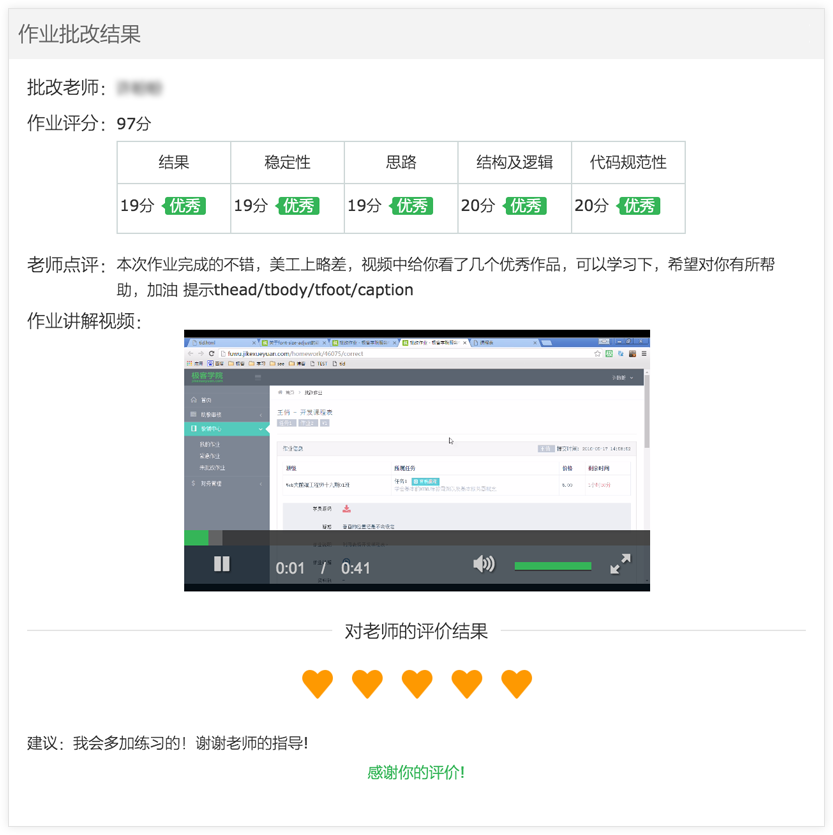 作业批改结果
批改老师：
作业评分：97分
结果 稳定性 思路 结构及逻辑 代码规范性
19分 优秀 19分 优秀 19分 优秀 20分 优秀 20分 优秀
老师点评：本次作业完成的不错，美工上略差，视频中给你看了几个优秀作品，可以学习下，希望对你有所帮
助，加油 提示thead/tbody/tfoot/caption
作业讲解视频：
fuwu.jikexueyuan.com/homework/46075/correct
极客学院
首页
我的作业
0:01 / 0:41
对老师的评价结果
建议：我会多加练习的！谢谢老师的指导!
感谢你的评价!